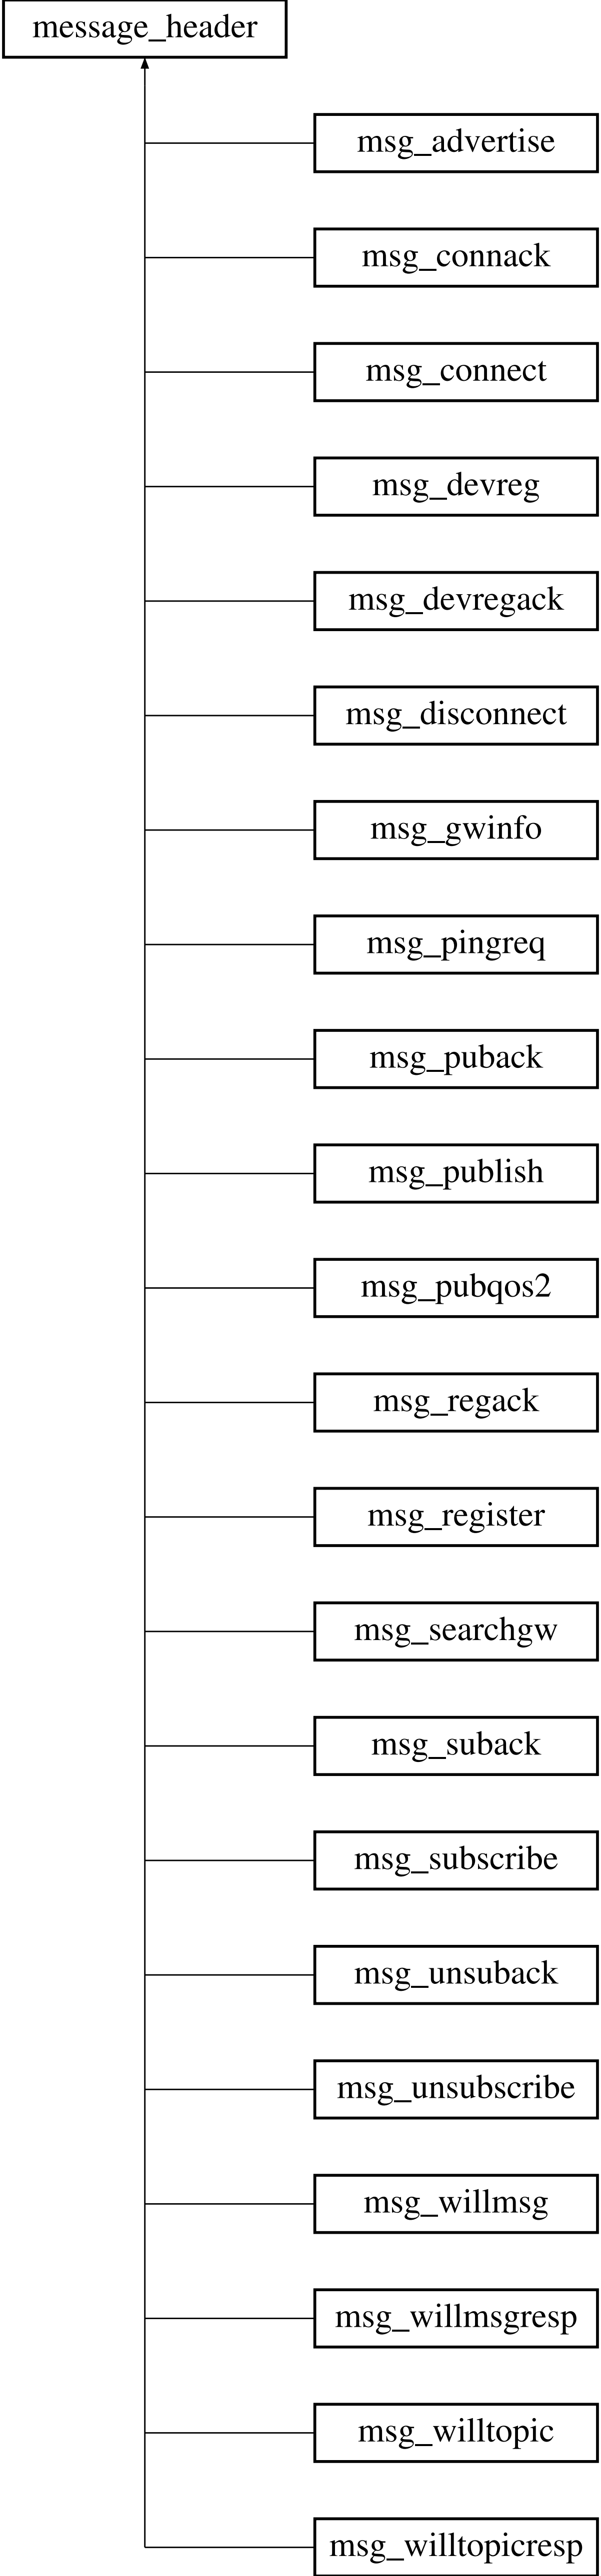 message_header
msg_advertise
msg_connack
msg_connect
msg_devreg
msg_devregack
msg_disconnect
msg_gwinfo
msg_pingreq
msg_puback
msg_publish
msg_pubqos2
msg_regack
msg_register
msg_searchgw
msg_suback
msg_subscribe
msg_unsuback
msg_unsubscribe
msg_willmsg
msg_willmsgresp
msg_willtopic
msg_willtopicresp